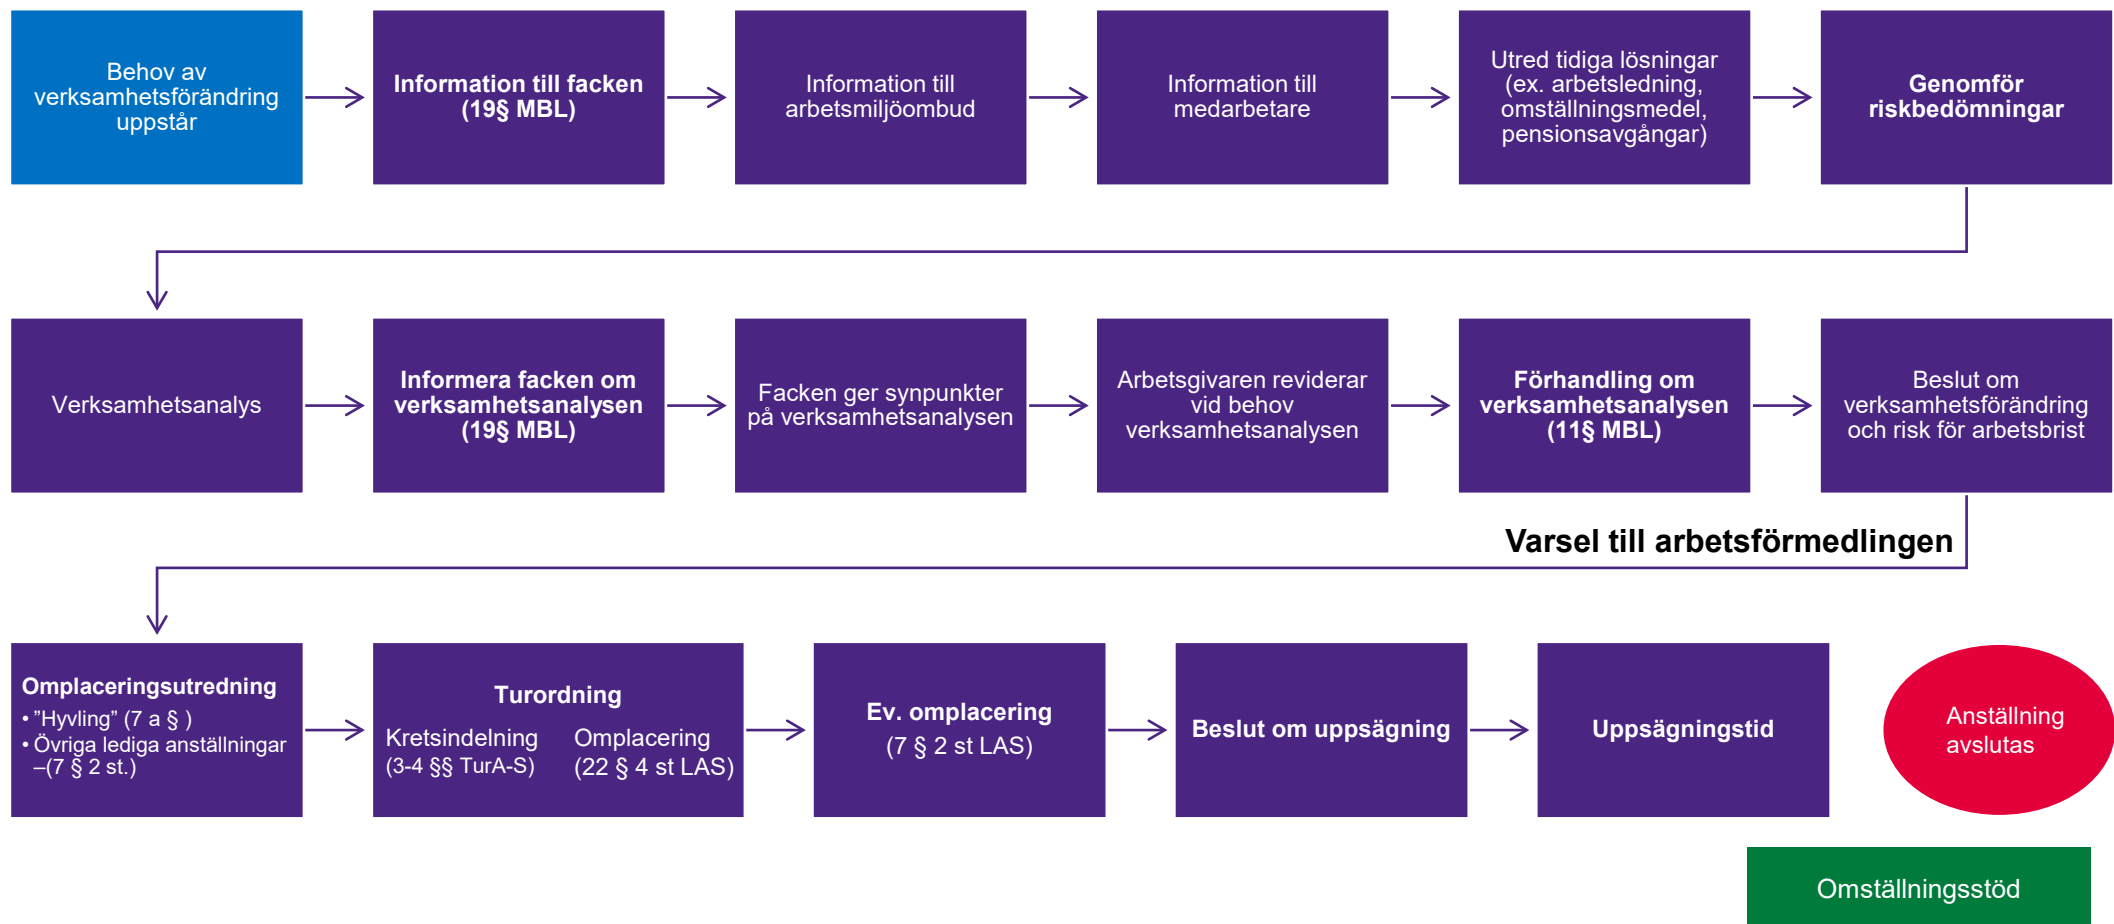 Behov av
verksamhetsförändring
uppstår
Information till facken
(19§ MBL)
Information till
arbetsmiljöombud
Information till
medarbetare
Utred tidiga lösningar
(ex. arbetsledning,
omställningsmedel,
pensionsavgångar)
Genomför
riskbedömningar
Verksamhetsanalys
Informera facken om
verksamhetsanalysen
(19§ MBL)
Facken ger synpunkter
på verksamhetsanalysen
Arbetsgivaren reviderar
vid behov
verksamhetsanalysen
Förhandling om
verksamhetsanalysen
(11§ MBL)
Beslut om
verksamhetsförändring
och risk för arbetsbrist
Varsel till arbetsförmedlingen
Omplaceringsutredning
• ”Hyvling” (7 a § )
• Övriga lediga anställningar
–(7 § 2 st.)
Turordning
Kretsindelning
(3-4 §§ TurA-S)
Omplacering
(22 § 4 st LAS)
Ev. omplacering
(7 § 2 st LAS)
Beslut om uppsägning
Uppsägningstid
Anställning
avslutas
Omställningsstöd